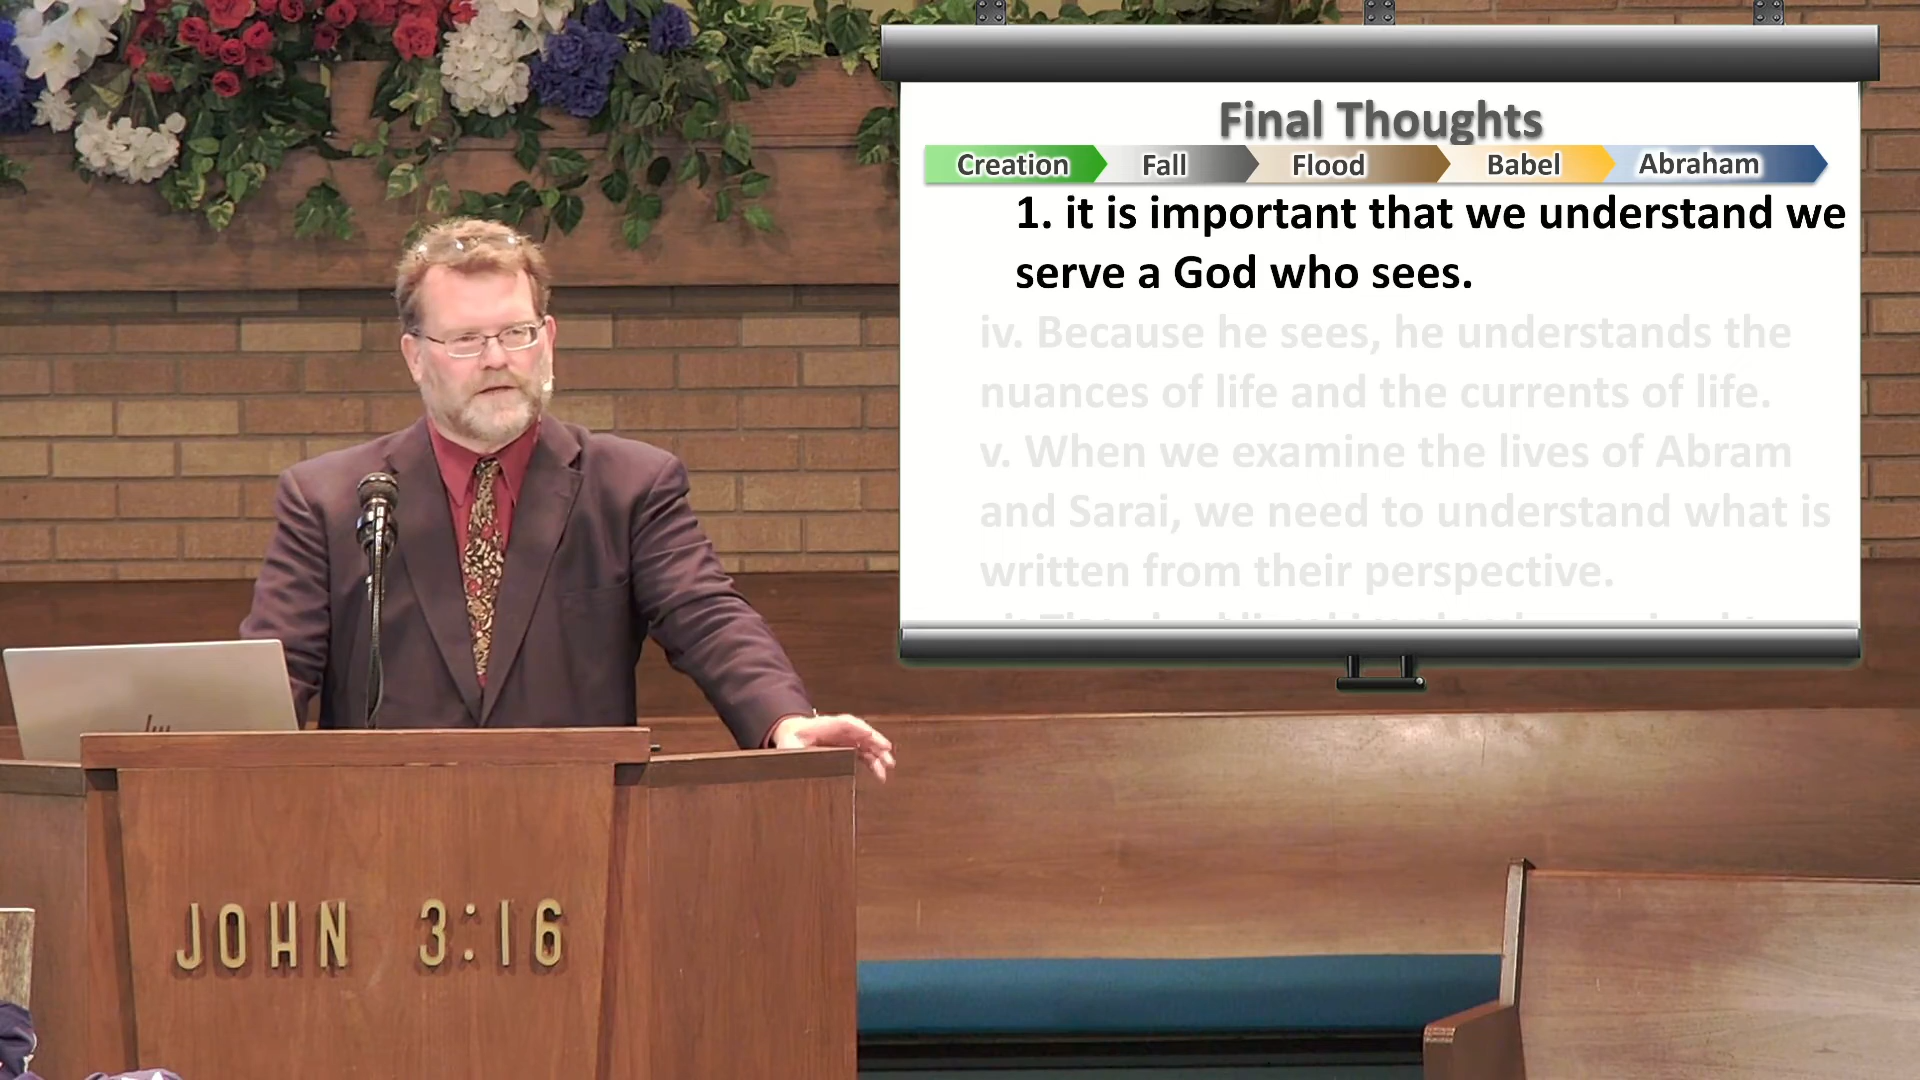 Final Thoughts
Creation Fall Flood Babel Abraham
1. it is important that we understand we
serve a God who sees.
iv. Because he sees, he understands the
nuances of life and the currents of life.
v. When we examine the lives of Abram
and Sarai, we need to understand what is
written from their perspective.
JOHN 3:16